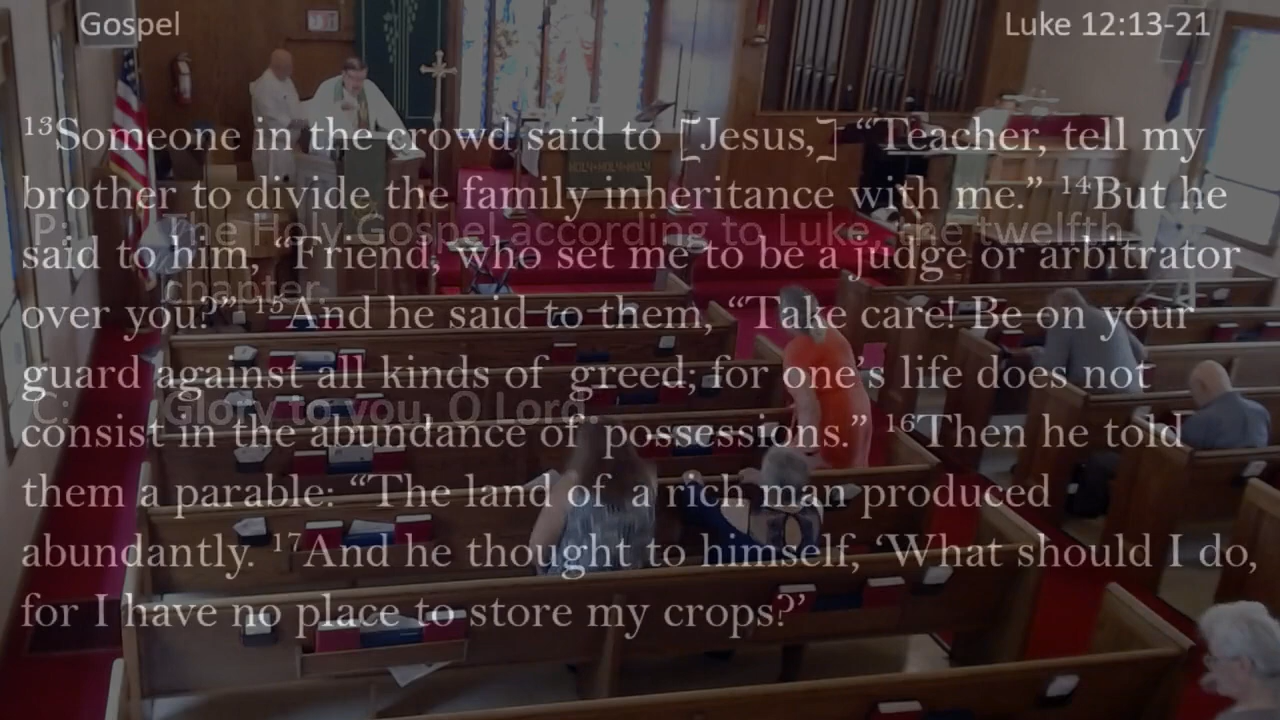 Gospel
Luke 12:13-21
¹³Someone in the crowd said to [Jesus,] “Teacher, tell my
brother to divide the family inheritance with me.” ¹⁴But he
P: The Holy Gospel according to Luke, the twelfth
said to him, “Friend, who set me to be a judge or arbitrator
chapter.
over you?” ¹⁵And he said to them, “Take care! Be on your
guard against all kinds of greed; for one’s life does not
C: Glory to you, O Lord.
consist in the abundance of possessions.” ¹⁶Then he told
them a parable: “The land of a rich man produced
abundantly. ¹⁷And he thought to himself, ‘What should I do,
for I have no place to store my crops?’
HOLY HOLY HOLY